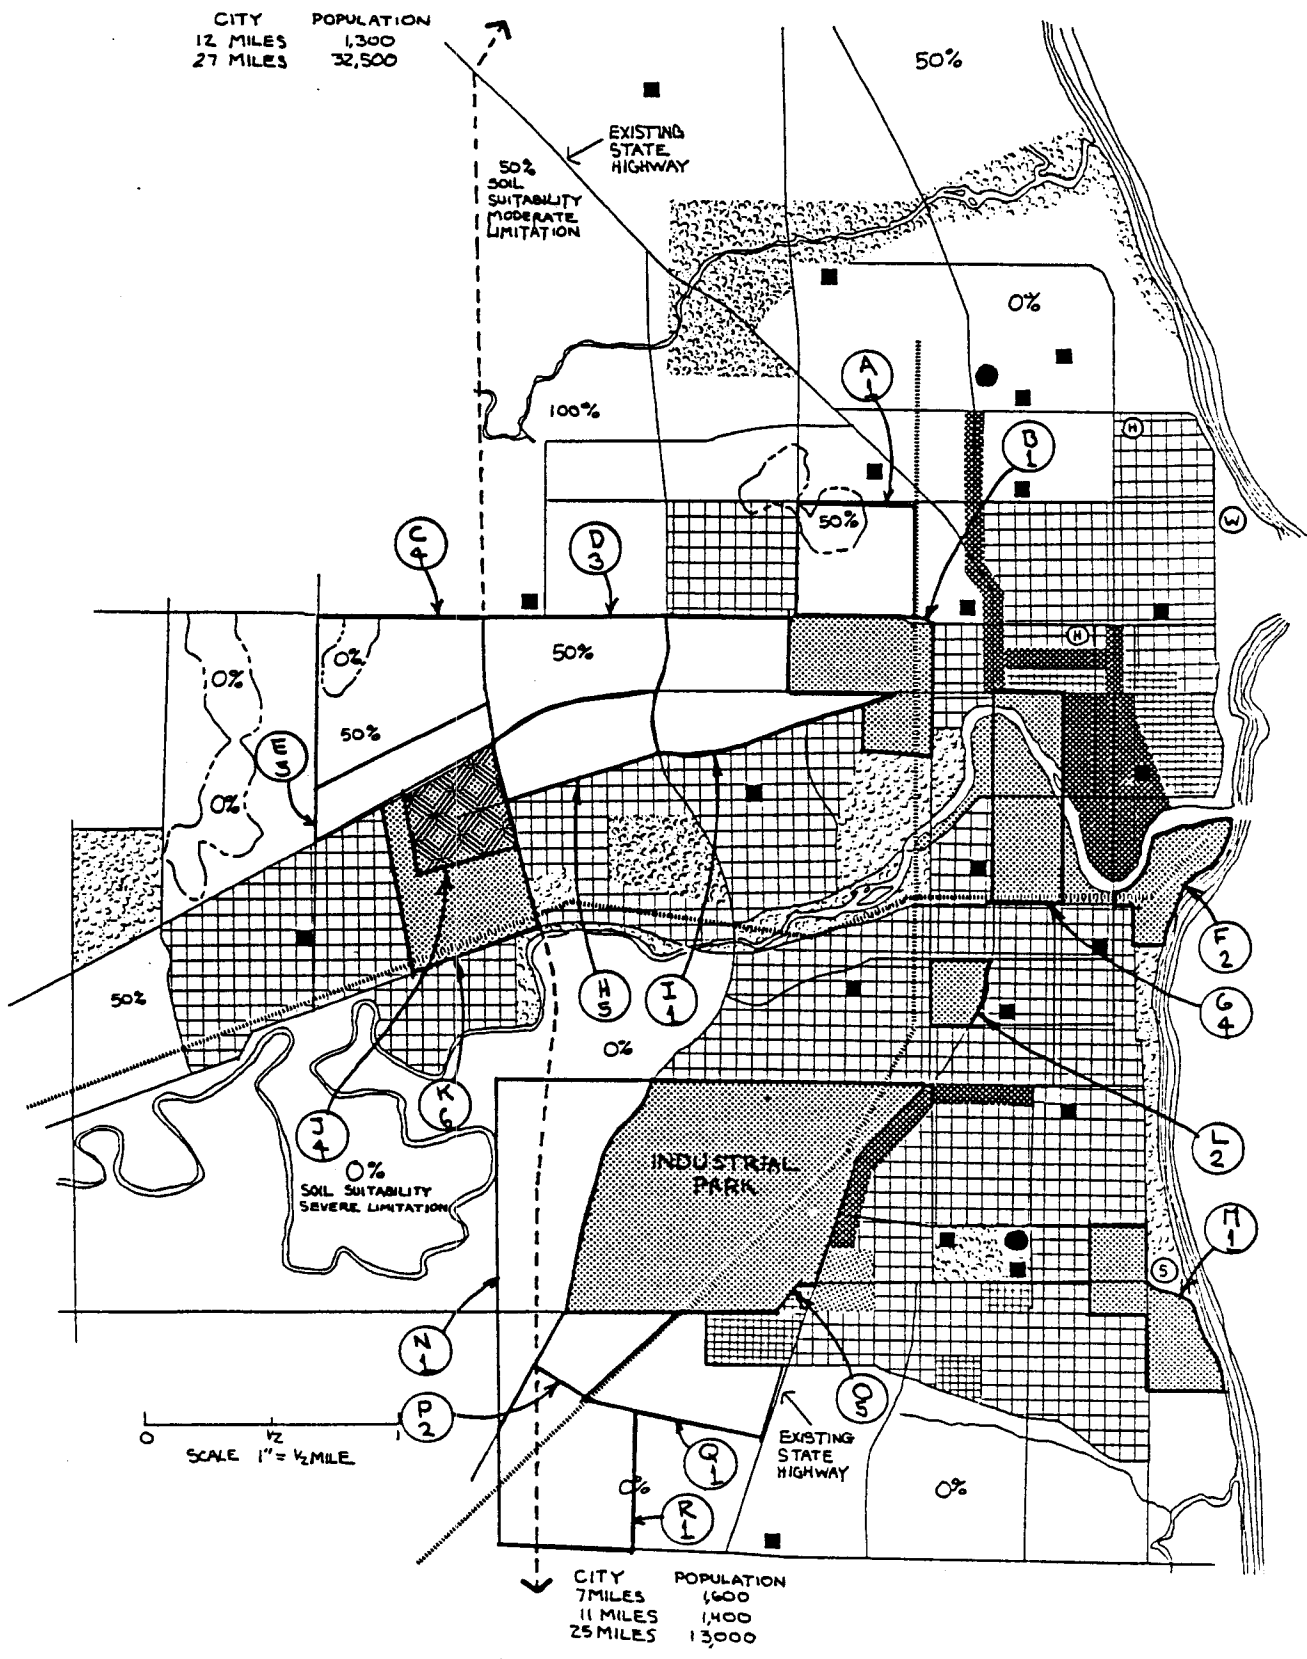 CITY POPULATION
12 MILES 1,300
27 MILES 32,500
50%
EXISTING
STATE
HIGHWAY
50%
SOIL
SUITABILITY
MODERATE
LIMITATION
0%
A
1
100%
H
B
1
50%
W
C
4
D
3
H
50%
0%
0%
50%
E
3
0%
F
2
50%
H
5
I
1
G
4
0%
K
6
J
4
L
2
INDUSTRIAL
PARK
0%
SOIL SUITABILITY
SEVERE LIMITATION
M
1
S
N
1
O
5
P
2
0 1/2 1
SCALE 1" = 1/2 MILE
EXISTING
STATE
HIGHWAY
Q
1
0%
0%
R
1
CITY POPULATION
7 MILES 1,600
11 MILES 1,400
25 MILES 13,000